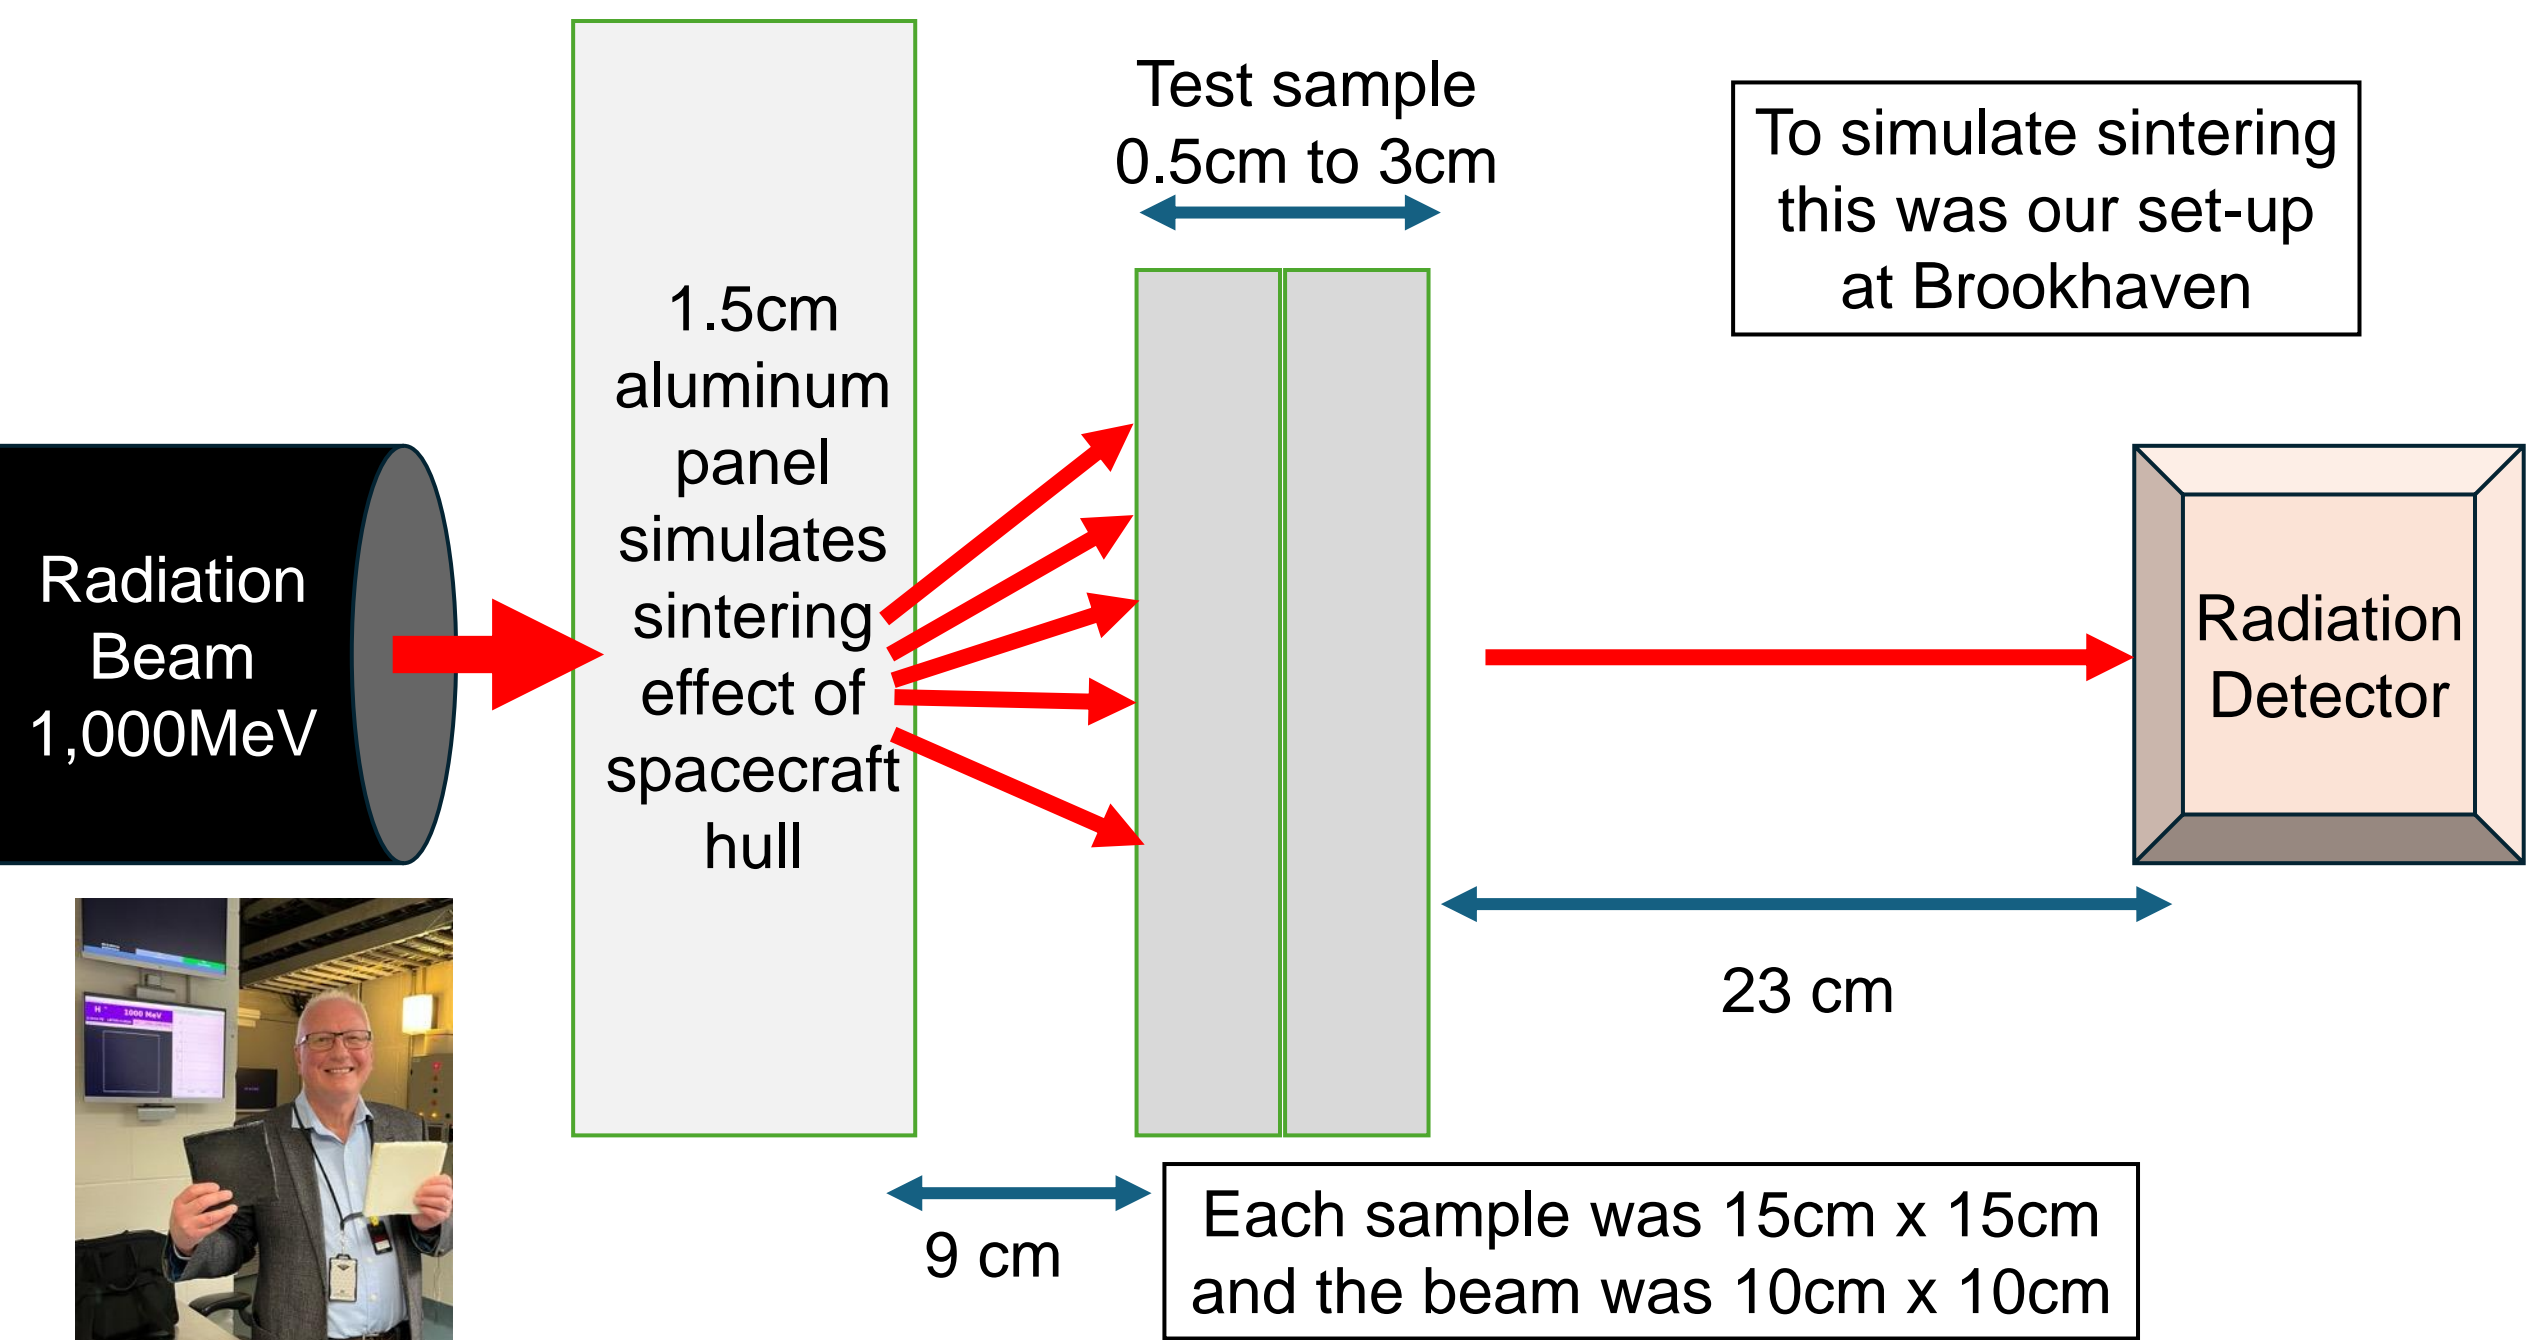 Test sample
0.5cm to 3cm
To simulate sintering
this was our set-up
at Brookhaven
1.5cm
aluminum
panel
simulates
sintering
effect of
spacecraft
hull
Radiation
Beam
1,000MeV
Radiation
Detector
23 cm
9 cm
Each sample was 15cm x 15cm
and the beam was 10cm x 10cm
H 1000 MeV